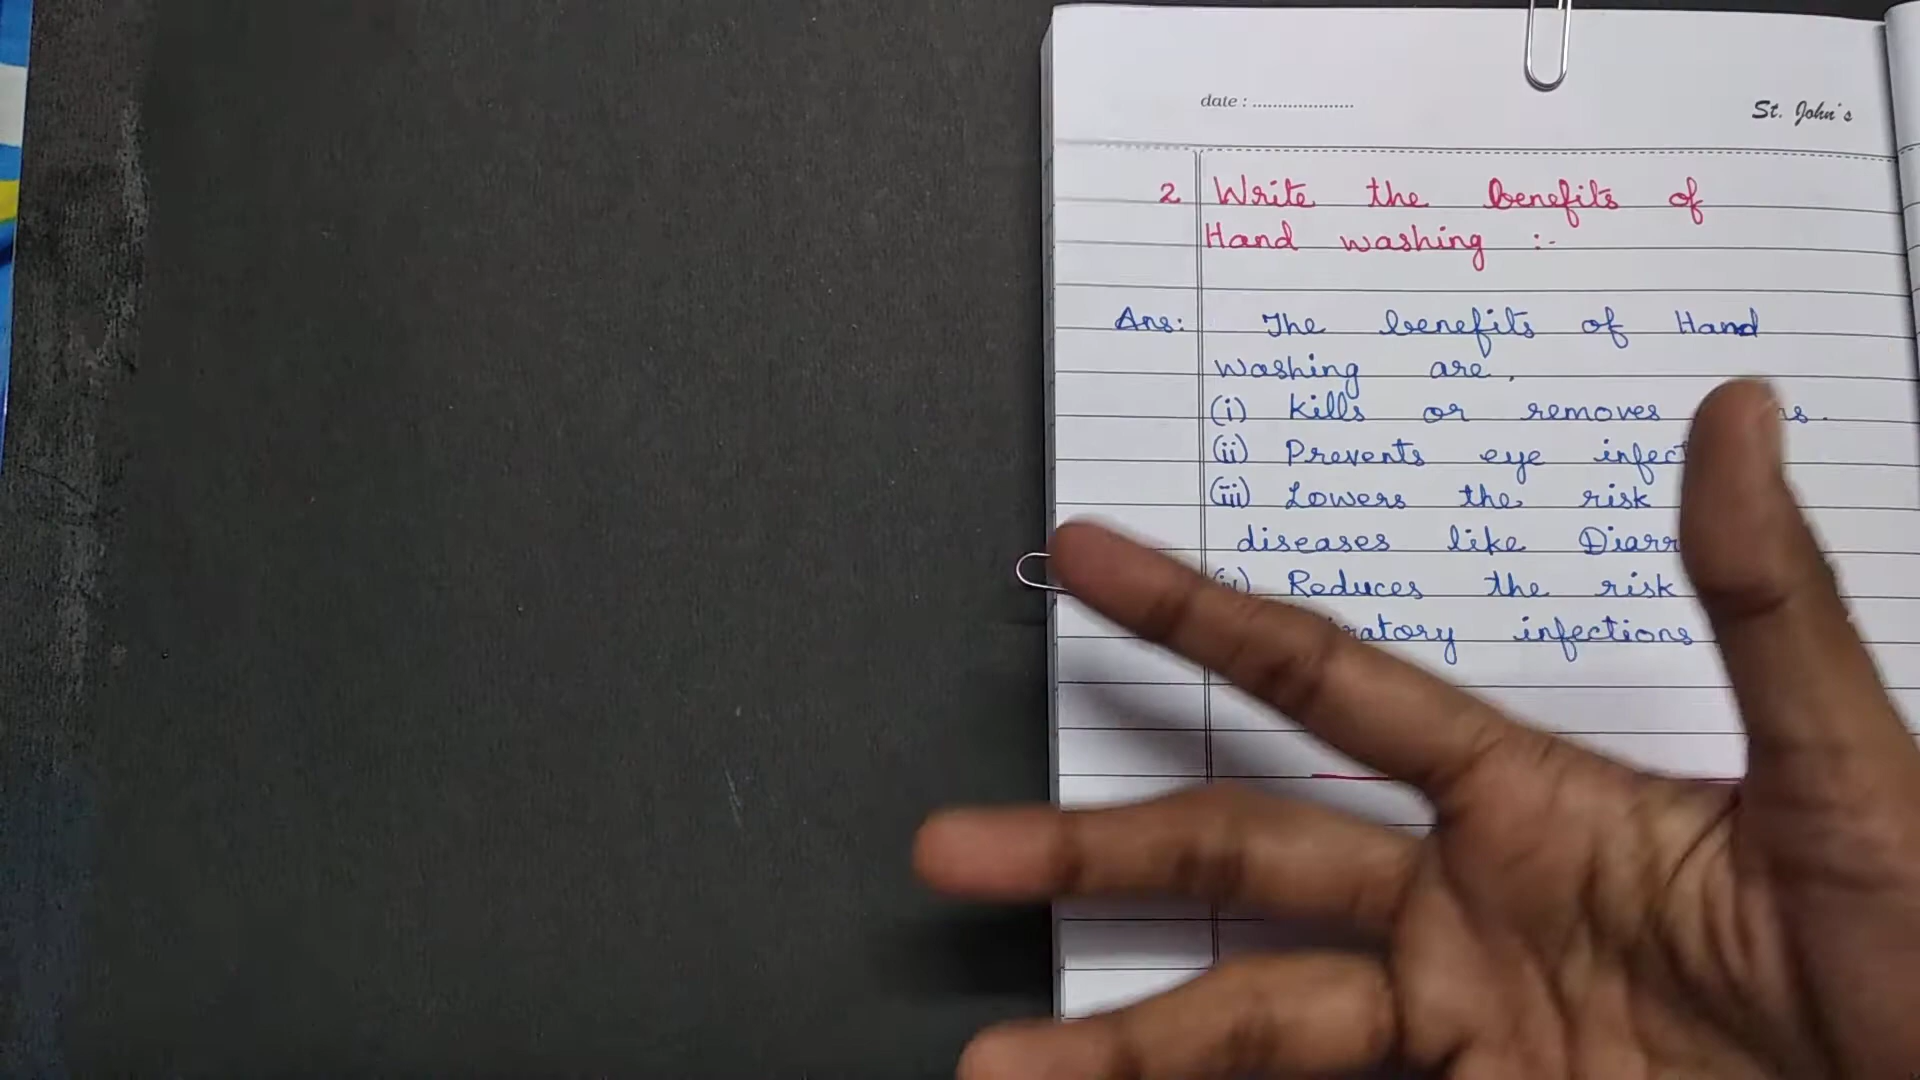 date : ....................
St. John's
2 Write the benefits of
Hand washing :-
Ans: The benefits of Hand
washing are.
(i) Kills or removes
(ii) Prevents eye
(iii) Lowers the risk
diseases like
(iv) Reduces the risk
infections